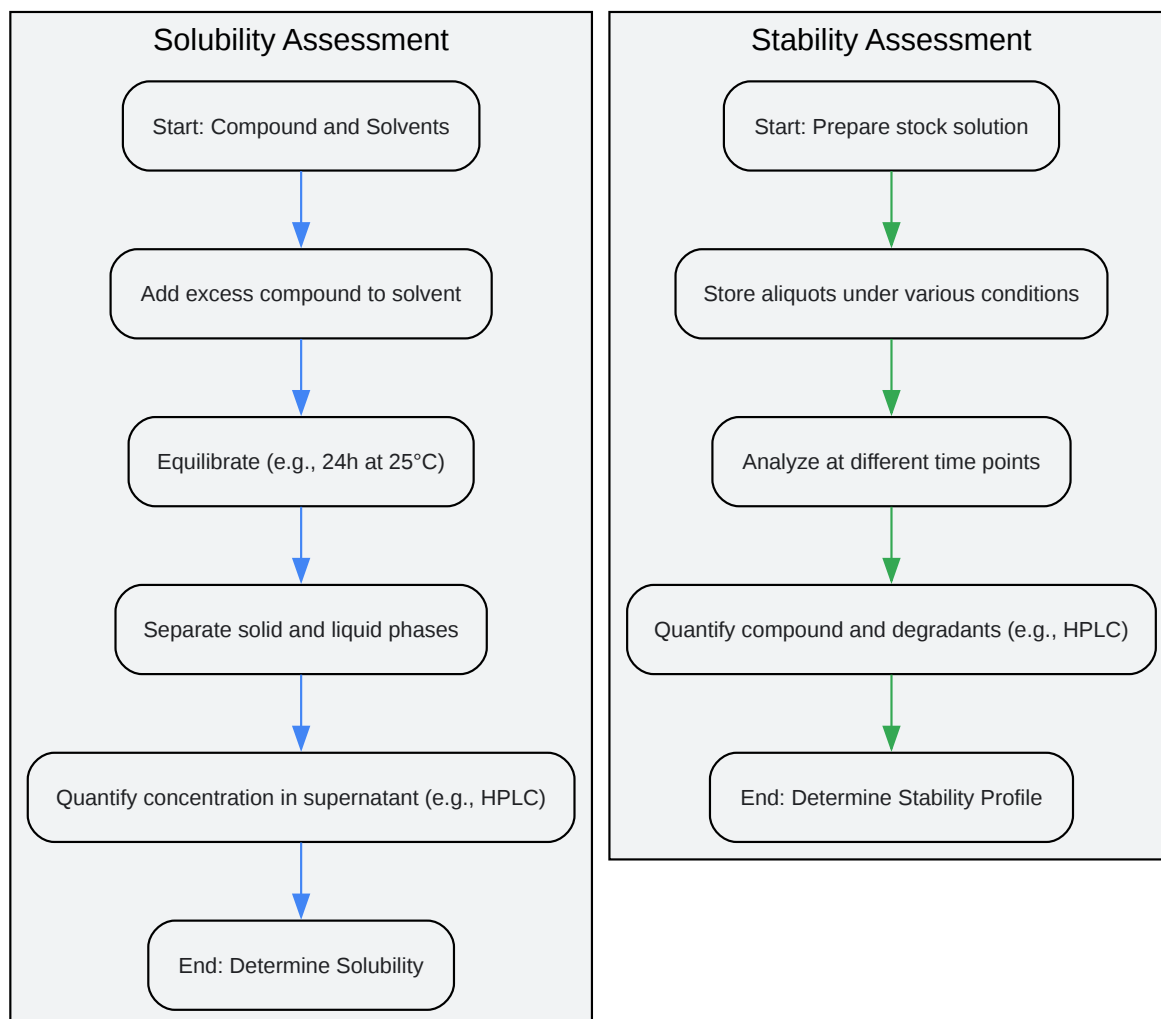 Solubility Assessment
Start: Compound and Solvents
Add excess compound to solvent
Equilibrate (e.g., 24h at 25°C)
Separate solid and liquid phases
Quantify concentration in supernatant (e.g., HPLC)
End: Determine Solubility
Stability Assessment
Start: Prepare stock solution
Store aliquots under various conditions
Analyze at different time points
Quantify compound and degradants (e.g., HPLC)
End: Determine Stability Profile